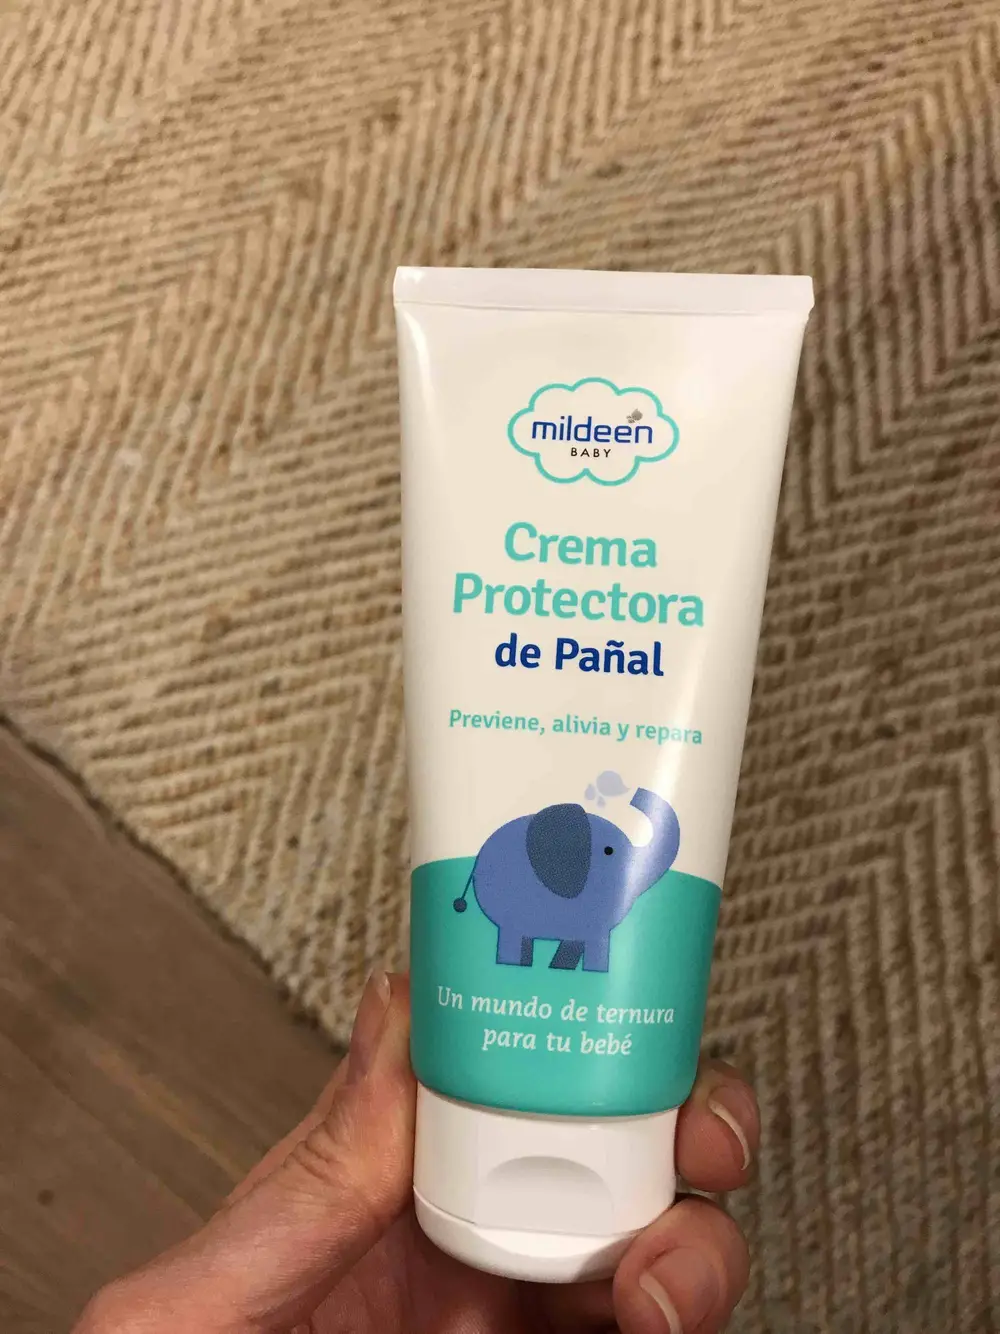 mildeen
BABY
Crema
Protectora
de Pañal
Previene, alivia y repara
Un mundo de ternura
para tu bebé